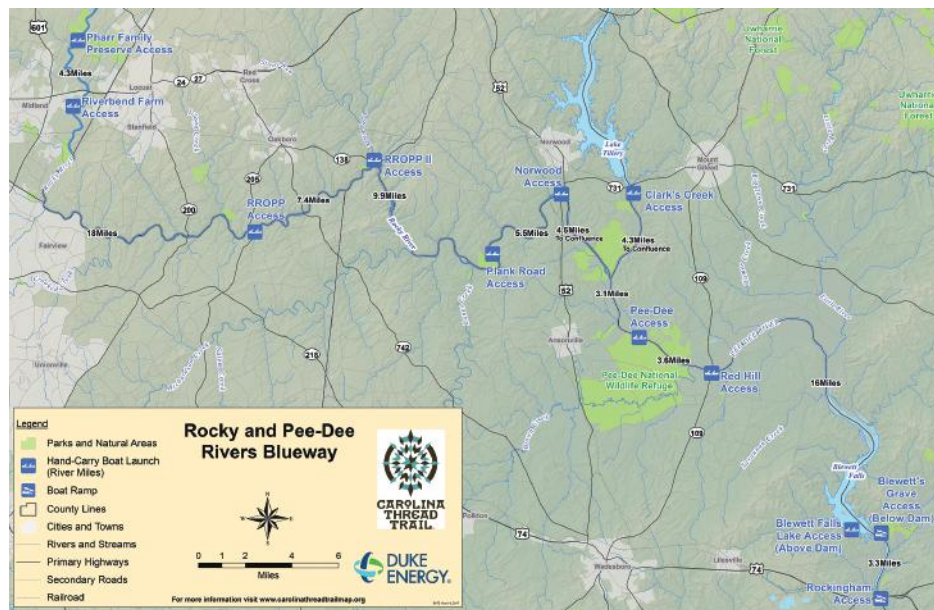 601
Pharr Family
Preserve Access
4.3Miles
Midland
Locust
24
27
Red
Cross
Riverbend Farm
Access
Stanfield
Oakboro
138
RROPP II
Access
205
RROPP
Access
7.4Miles
200
18Miles
Fairview
9.9Miles
Rocky River
Unionville
218
742
52
Norwood
Norwood
Access
Lake
Tillery
731
Clark's Creek
Access
Mount
Gilead
731
Uwharrie
National
Forest
Uwharrie
National
Forest
5.5Miles
4.5Miles
To Confluence
4.3Miles
To Confluence
Plank Road
Access
52
3.1Miles
109
Ansonville
Pee-Dee
Access
3.6Miles
Red Hill
Access
Pee-Dee National
Wildlife Refuge
109
16Miles
Blewett
Falls
Blewett's
Grave
Access
(Below Dam)
Blewett Falls
Lake Access
(Above Dam)
3.3Miles
Rockingham
Access
Polkton
74
Wadesboro
Lilesville
74
Legend
Parks and Natural Areas
Hand-Carry Boat Launch
(River Miles)
Boat Ramp
County Lines
Cities and Towns
Rivers and Streams
Primary Highways
Secondary Roads
Railroad
Rocky and Pee-Dee
Rivers Blueway
N
0 1 2 4 6
Miles
CAROLINA
THREAD
TRAIL
DUKE
ENERGY®
For more information visit www.carolinathreadtrailmap.org